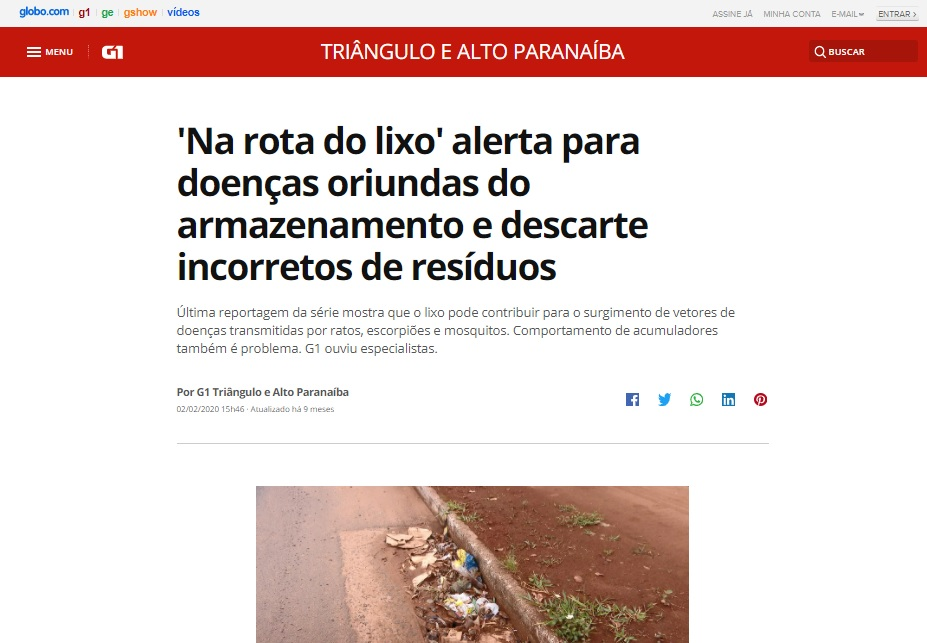 globo.com g1 ge gshow vídeos
ASSINE JÁ MINHA CONTA E-MAIL ENTRAR ›
MENU G1 TRIÂNGULO E ALTO PARANAÍBA BUSCAR
'Na rota do lixo' alerta para
doenças oriundas do
armazenamento e descarte
incorretos de resíduos
Última reportagem da série mostra que o lixo pode contribuir para o surgimento de vetores de
doenças transmitidas por ratos, escorpiões e mosquitos. Comportamento de acumuladores
também é problema. G1 ouviu especialistas.
Por G1 Triângulo e Alto Paranaíba
02/02/2020 15h46 · Atualizado há 9 meses